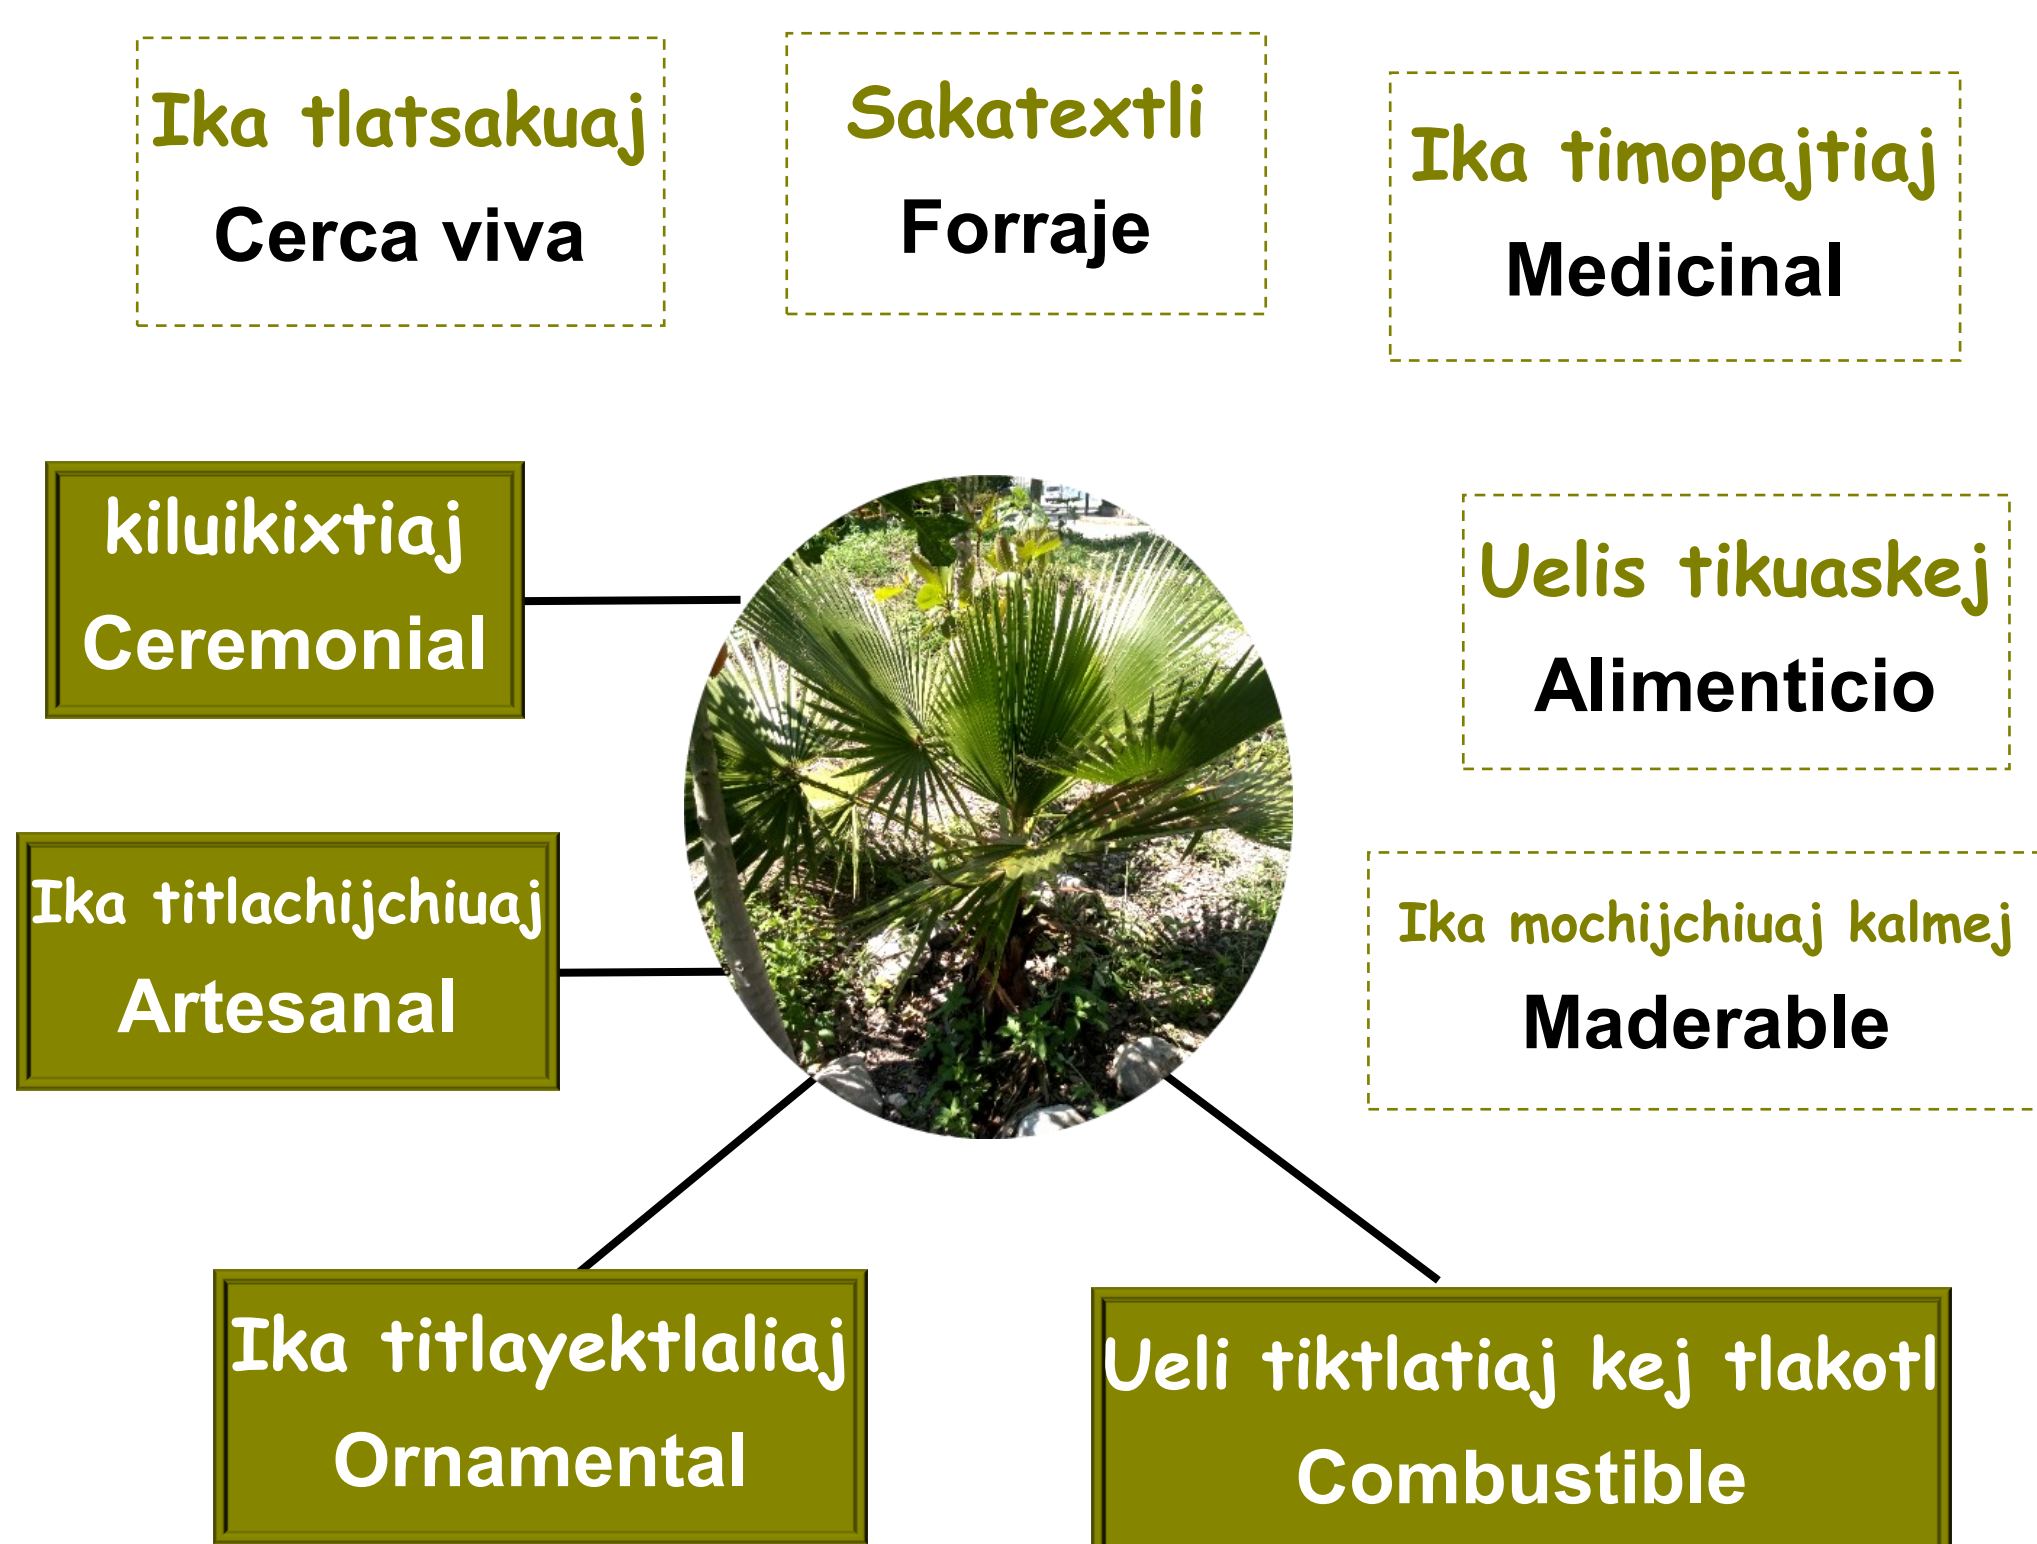 Ika tlatsakuaj
Cerca viva
Sakatextli
Forraje
Ika timopajtiaj
Medicinal
kiluikixtiaj
Ceremonial
Uelis tikuaskej
Alimenticio
Ika titlachijchiuaj
Artesanal
Ika mochijchiuaj kalmej
Maderable
Ika titlayektlaliaj
Ornamental
Ueli tiktlatiaj kej tlakotl
Combustible